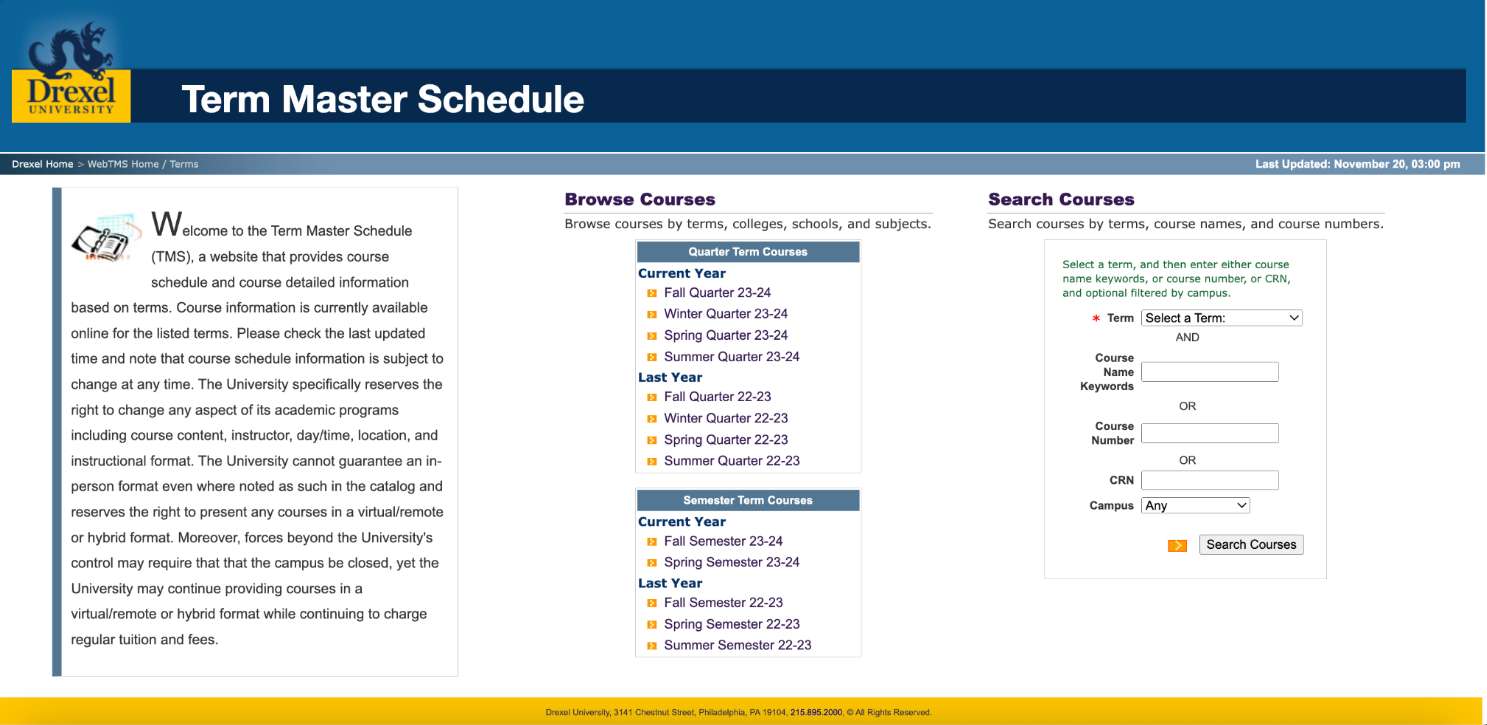 Drexel
UNIVERSITY
Term Master Schedule
Drexel Home > WebTMS Home / Terms
Last Updated: November 20, 03:00 pm
Welcome to the Term Master Schedule
(TMS), a website that provides course
schedule and course detailed information
based on terms. Course information is currently available
online for the listed terms. Please check the last updated
time and note that course schedule information is subject to
change at any time. The University specifically reserves the
right to change any aspect of its academic programs
including course content, instructor, day/time, location, and
instructional format. The University cannot guarantee an in-
person format even where noted as such in the catalog and
reserves the right to present any courses in a virtual/remote
or hybrid format. Moreover, forces beyond the University's
control may require that that the campus be closed, yet the
University may continue providing courses in a
virtual/remote or hybrid format while continuing to charge
regular tuition and fees.
Browse Courses
Browse courses by terms, colleges, schools, and subjects.
Quarter Term Courses
Current Year
Fall Quarter 23-24
Winter Quarter 23-24
Spring Quarter 23-24
Summer Quarter 23-24
Last Year
Fall Quarter 22-23
Winter Quarter 22-23
Spring Quarter 22-23
Summer Quarter 22-23
Semester Term Courses
Current Year
Fall Semester 23-24
Spring Semester 23-24
Last Year
Fall Semester 22-23
Spring Semester 22-23
Summer Semester 22-23
Search Courses
Search courses by terms, course names, and course numbers.
Select a term, and then enter either course
name keywords, or course number, or CRN,
and optional filtered by campus.
* Term Select a Term:
AND
Course
Name
Keywords
OR
Course
Number
OR
CRN
Campus Any
Search Courses
Drexel University, 3141 Chestnut Street, Philadelphia, PA 19104, 215.895.2000, © All Rights Reserved.